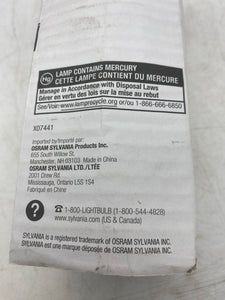 Hg
LAMP CONTAINS MERCURY
CETTE LAMPE CONTIENT DU MERCURE
Manage in Accordance with Disposal Laws
Gérer en vertu des lois sur la mise au rebut
See/Voir: www.lamprecycle.org or/ou 1-866-666-6850
XD7441
Imported by/Importé par:
OSRAM SYLVANIA Products Inc.
655 South Willow St.
Manchester, NH 03103 Made in China
OSRAM SYLVANIA LTD./LTÉE
2001 Drew Rd.
Mississauga, Ontario L5S 1S4
Fabriqué en Chine
? 1-800-LIGHTBULB (1-800-544-4828)
www.sylvania.com (US & Canada)
SYLVANIA is a registered trademark of OSRAM SYLVANIA INC.
SYLVANIA est une marque déposée de OSRAM SYLVANIA INC.